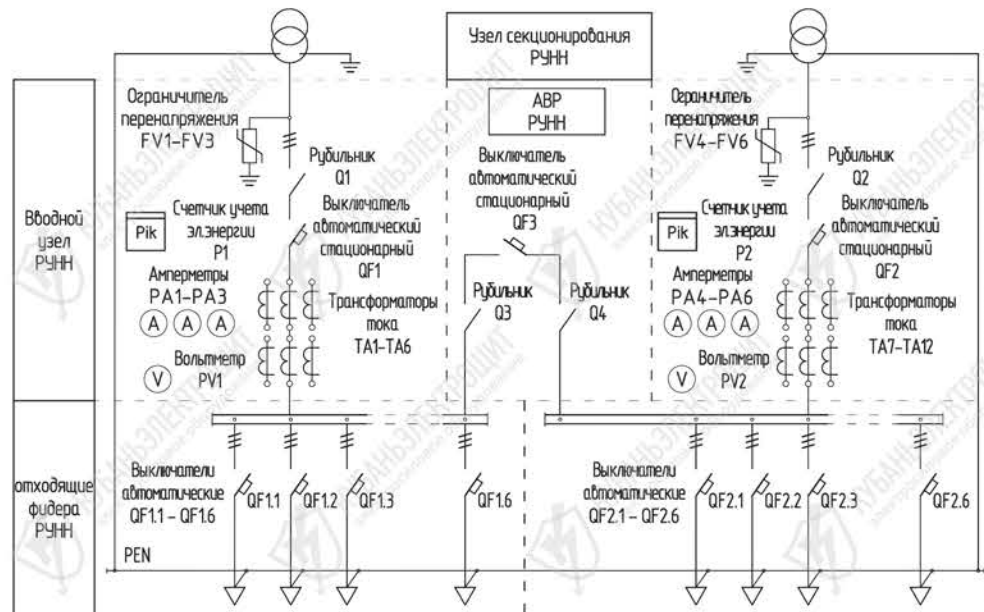 Узел секционирования
РУНН
АВР
РУНН
Вводной
узел
РУНН
Ограничитель
перенапряжения
FV1-FV3
Рубильник
Q1
Счетчик учета
эл.энергии
P1
Pik
Выключатель
автоматический
стационарный
QF1
Амперметры
PA1-PA3
A A A
Трансформаторы
тока
TA1-TA6
Вольтметр
PV1
V
Выключатель
автоматический
стационарный
QF3
Рубильник
Q3
Рубильник
Q4
Ограничитель
перенапряжения
FV4-FV6
Рубильник
Q2
Счетчик учета
эл.энергии
P2
Pik
Выключатель
автоматический
стационарный
QF2
Амперметры
PA4-PA6
A A A
Трансформаторы
тока
TA7-TA12
Вольтметр
PV2
V
отходящие
фидера
РУНН
Выключатели
автоматические
QF1.1 - QF1.6
QF1.1 QF1.2 QF1.3 QF1.6
Выключатели
автоматические
QF2.1 - QF2.6
QF2.1 QF2.2 QF2.3 QF2.6
PEN
КУБАНЬЭЛЕКТРОЩИТ